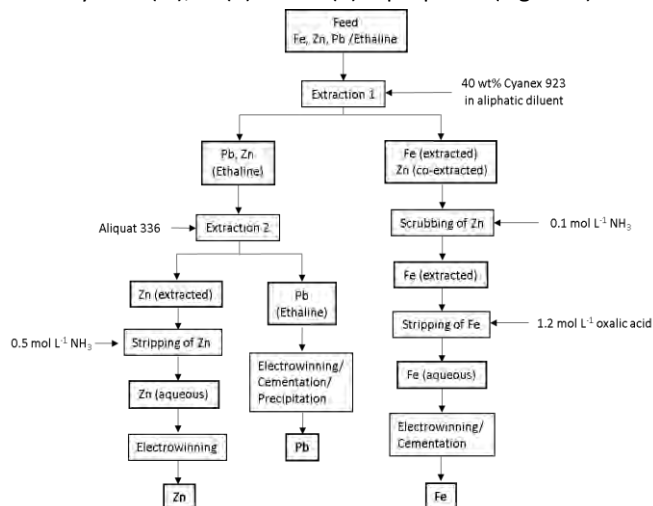 Feed
Fe, Zn, Pb /Ethaline
40 wt% Cyanex 923
in aliphatic diluent
Extraction 1
Pb, Zn
(Ethaline)
Fe (extracted)
Zn (co-extracted)
Aliquat 336
Extraction 2
Scrubbing of Zn
0.1 mol L⁻¹ NH₃
Zn (extracted)
Pb
(Ethaline)
Fe (extracted)
0.5 mol L⁻¹ NH₃
Stripping of Zn
Stripping of Fe
1.2 mol L⁻¹ oxalic acid
Electrowinning/
Cementation/
Precipitation
Zn (aqueous)
Fe (aqueous)
Electrowinning
Pb
Electrowinning/
Cementation
Zn
Fe